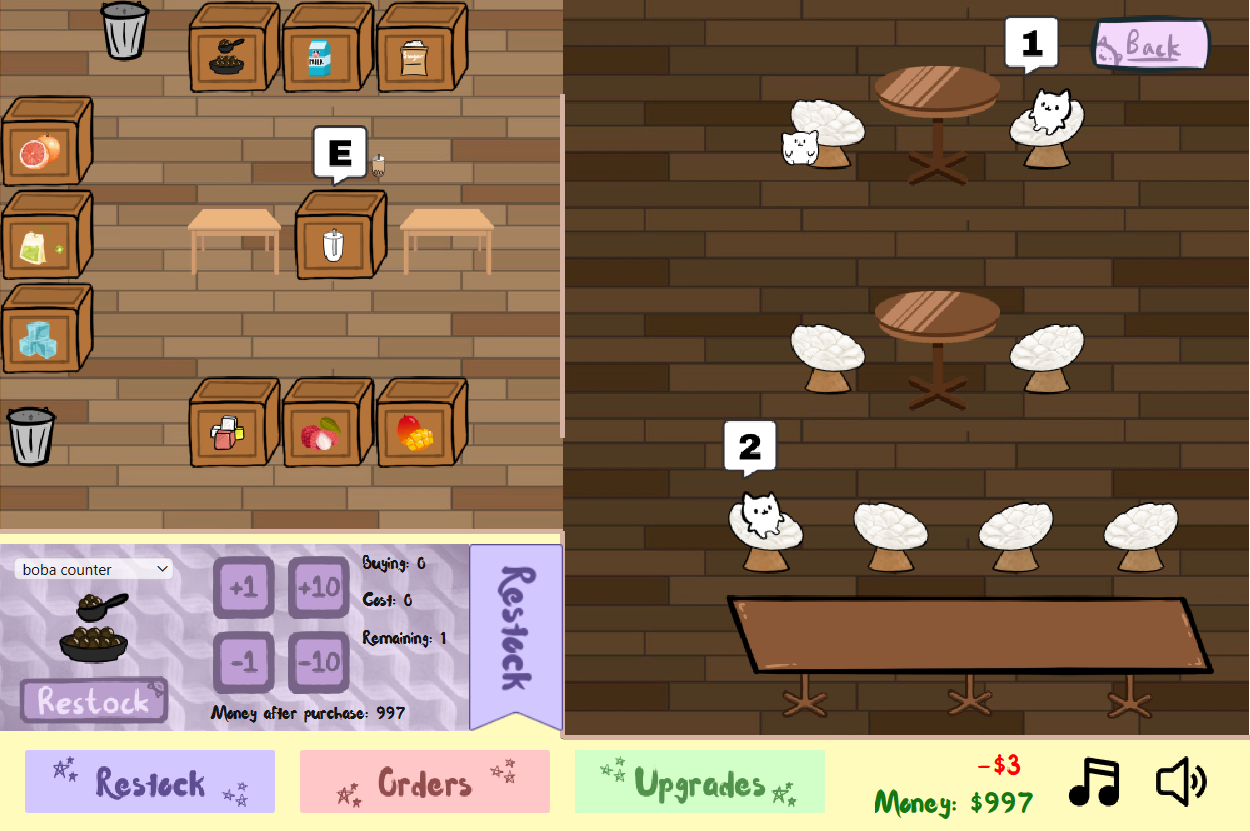 1
Back
E
2
boba counter
+1
+10
-1
-10
Buying: 0
Cost: 0
Remaining: 1
Restock
Money after purchase: 997
Restock
Restock
Orders
Upgrades
-$3
Money: $997
MILK